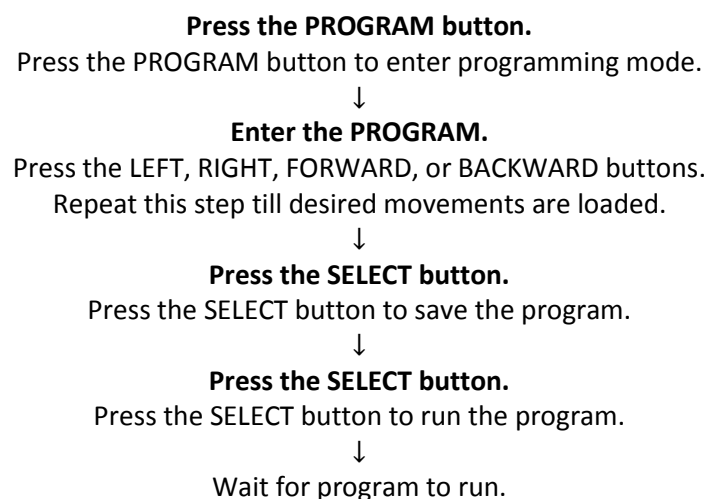 Press the PROGRAM button.
Press the PROGRAM button to enter programming mode.
↓
Enter the PROGRAM.
Press the LEFT, RIGHT, FORWARD, or BACKWARD buttons.
Repeat this step till desired movements are loaded.
↓
Press the SELECT button.
Press the SELECT button to save the program.
↓
Press the SELECT button.
Press the SELECT button to run the program.
↓
Wait for program to run.